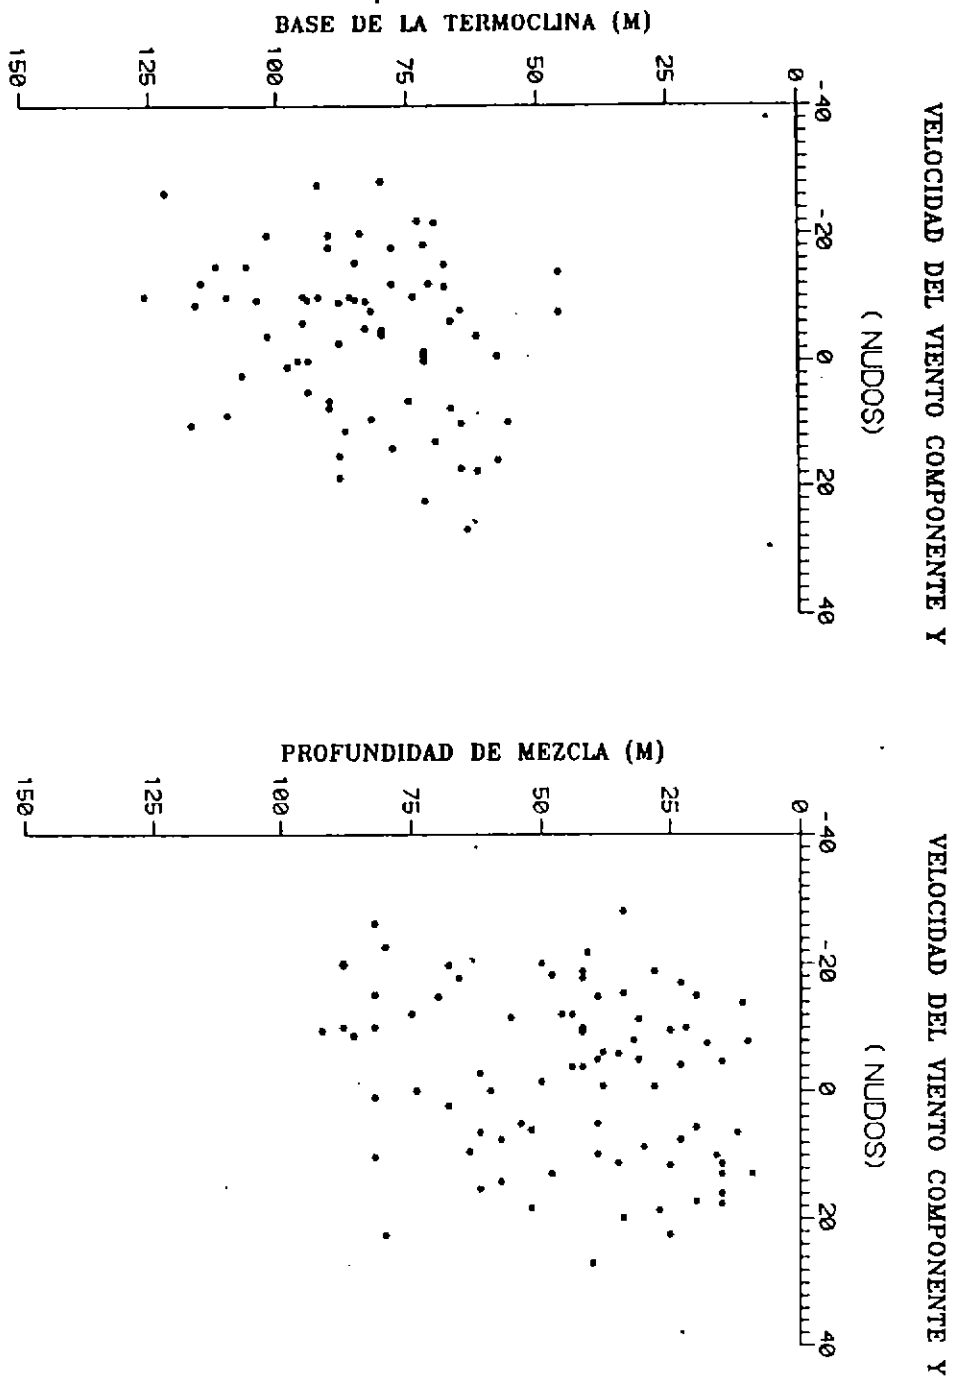 VELOCIDAD DEL VIENTO COMPONENTE Y
( NUDOS)
-40 -20 0 20 40
0
25
50
75
100
125
150
BASE DE LA TERMOCLINA (M)
VELOCIDAD DEL VIENTO COMPONENTE Y
( NUDOS)
-40 -20 0 20 40
0
25
50
75
100
125
150
PROFUNDIDAD DE MEZCLA (M)